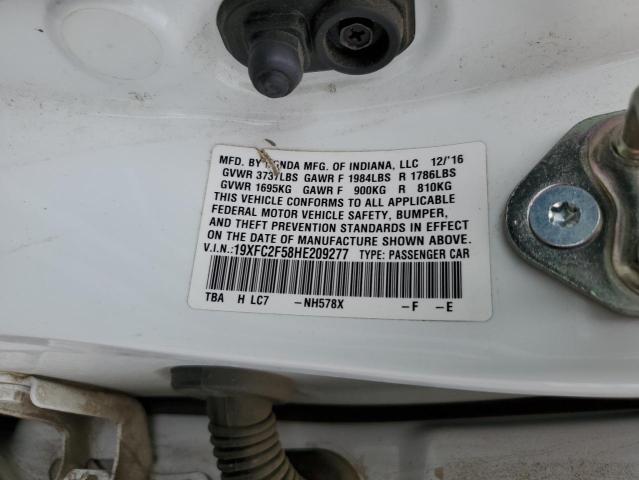 MFD. BY HONDA MFG. OF INDIANA, LLC 12/'16
GVWR 3737LBS GAWR F 1984LBS R 1786LBS
GVWR 1695KG GAWR F 900KG R 810KG
THIS VEHICLE CONFORMS TO ALL APPLICABLE
FEDERAL MOTOR VEHICLE SAFETY, BUMPER,
AND THEFT PREVENTION STANDARDS IN EFFECT
ON THE DATE OF MANUFACTURE SHOWN ABOVE.
V.I.N.:19XFC2F58HE209277 TYPE: PASSENGER CAR
TBA H LC7 –NH578X –F –E